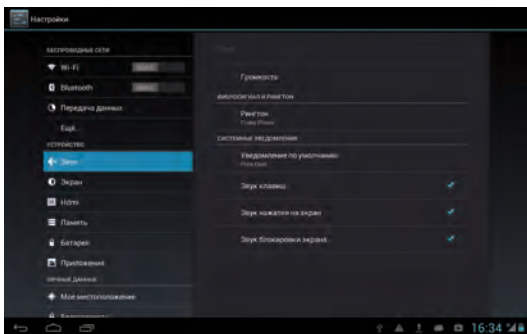 Настройки
БЕСПРОВОДНЫЕ СЕТИ
Wi-Fi
Bluetooth
Передача данных
Ещё...
УСТРОЙСТВО
Звук
Экран
Hdmi
Память
Батарея
Приложения
ЛИЧНЫЕ ДАННЫЕ
Мое местоположение
Безопасность
Громкость
ВИБРОСИГНАЛ И РИНГТОН
Рингтон
СИСТЕМНЫЕ УВЕДОМЛЕНИЯ
Уведомление по умолчанию
Звук клавиш
Звук нажатия на экран
Звук блокировки экрана
16:34